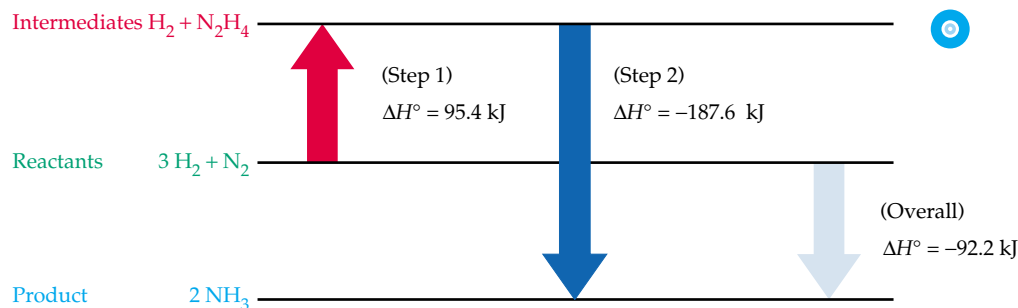 Intermediates H₂ + N₂H₄
(Step 1)
ΔH° = 95.4 kJ
(Step 2)
ΔH° = –187.6 kJ
Reactants 3 H₂ + N₂
(Overall)
ΔH° = –92.2 kJ
Product 2 NH₃